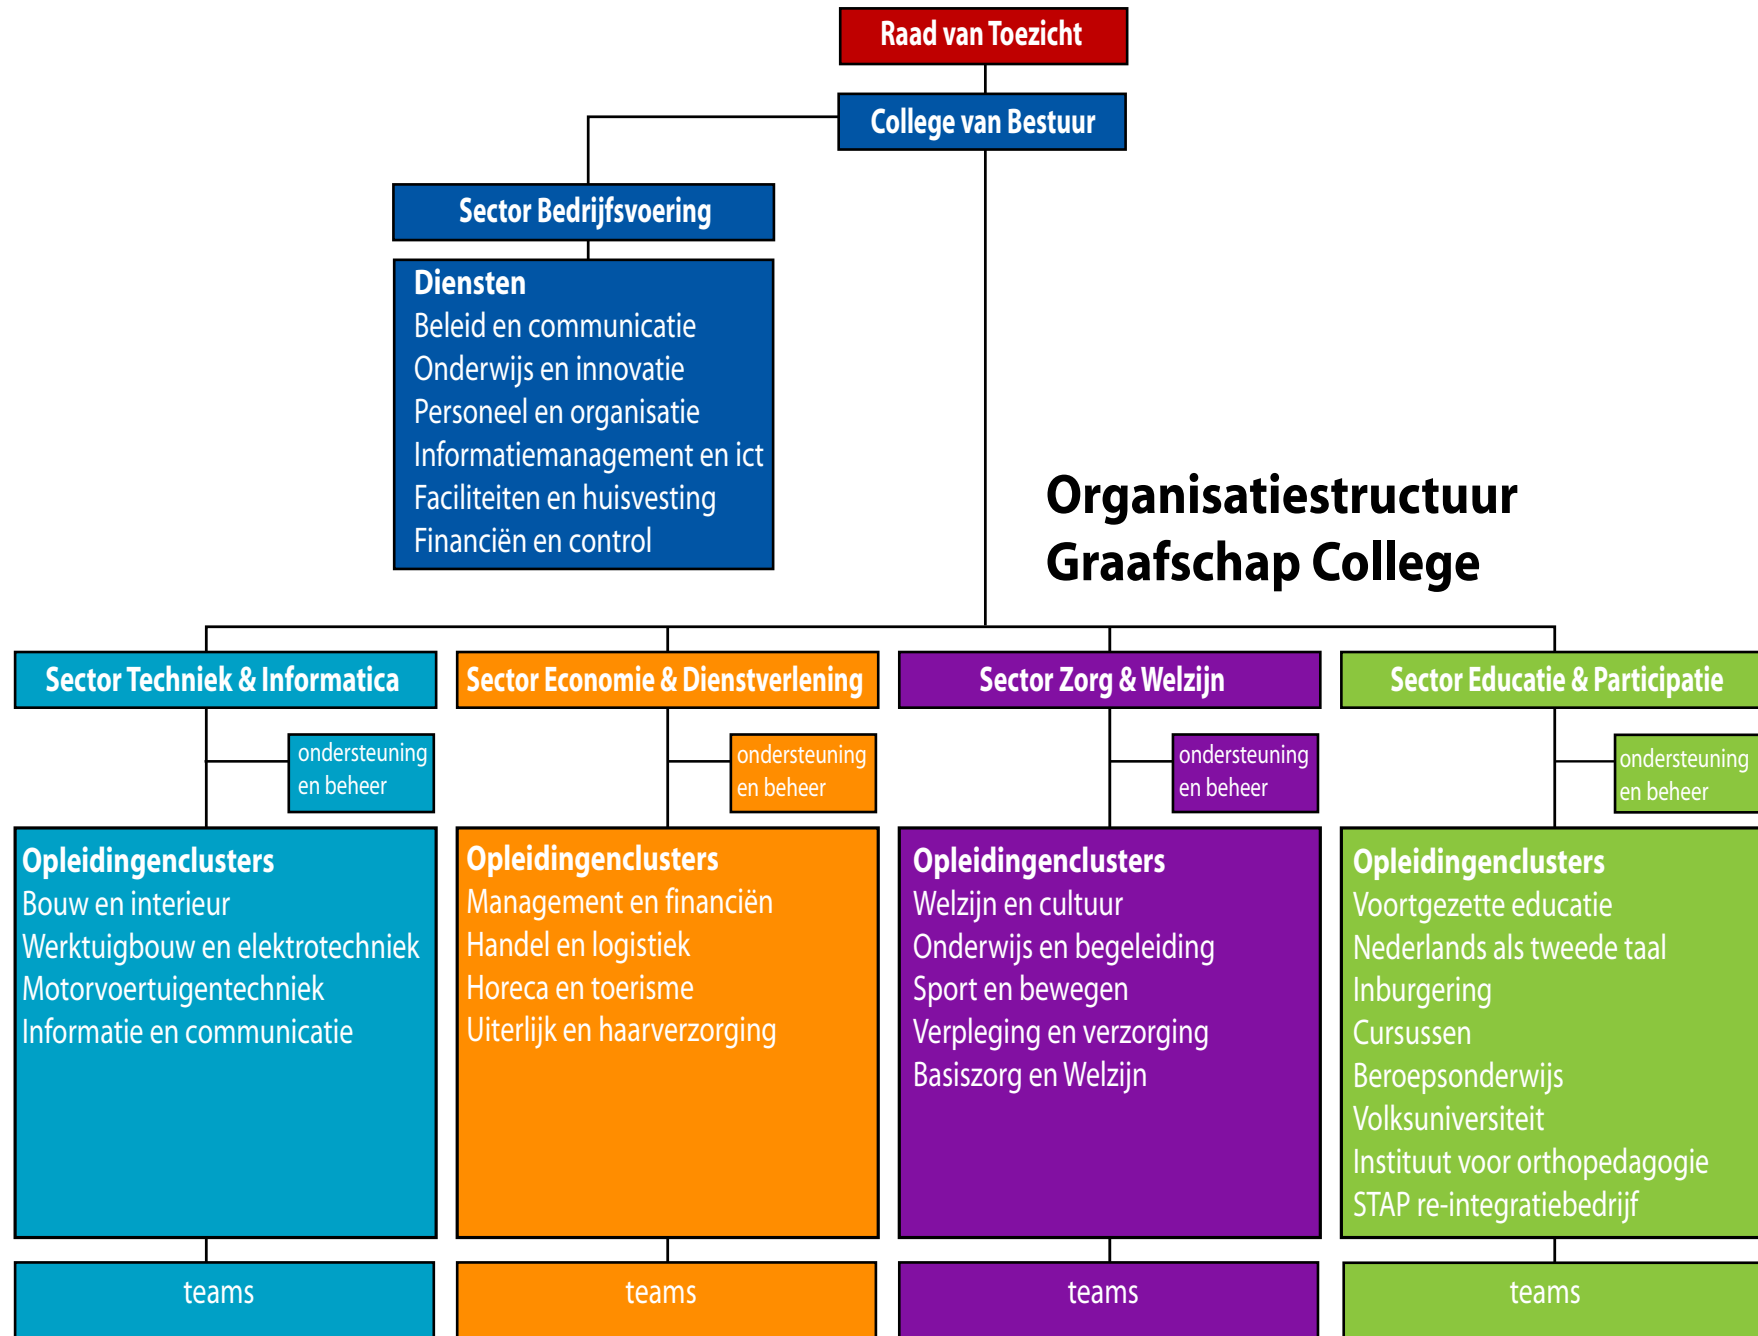 Raad van Toezicht
College van Bestuur
Sector Bedrijfsvoering
Diensten
Beleid en communicatie
Onderwijs en innovatie
Personeel en organisatie
Informatiemanagement en ict
Faciliteiten en huisvesting
Financiën en control
Organisatiestructuur
Graafschap College
Sector Techniek & Informatica
ondersteuning
en beheer
Opleidingenclusters
Bouw en interieur
Werktuigbouw en elektrotechniek
Motorvoertuigentechniek
Informatie en communicatie
teams
Sector Economie & Dienstverlening
ondersteuning
en beheer
Opleidingenclusters
Management en financiën
Handel en logistiek
Horeca en toerisme
Uiterlijk en haarverzorging
teams
Sector Zorg & Welzijn
ondersteuning
en beheer
Opleidingenclusters
Welzijn en cultuur
Onderwijs en begeleiding
Sport en bewegen
Verpleging en verzorging
Basiszorg en Welzijn
teams
Sector Educatie & Participatie
ondersteuning
en beheer
Opleidingenclusters
Voortgezette educatie
Nederlands als tweede taal
Inburgering
Cursussen
Beroepsonderwijs
Volksuniversiteit
Instituut voor orthopedagogie
STAP re-integratiebedrijf
teams